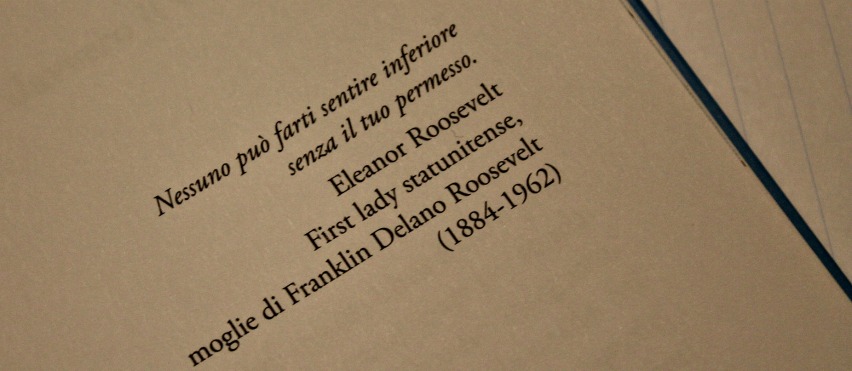 Nessuno può farti sentire inferiore
senza il tuo permesso.
Eleanor Roosevelt
First lady statunitense,
moglie di Franklin Delano Roosevelt
(1884-1962)